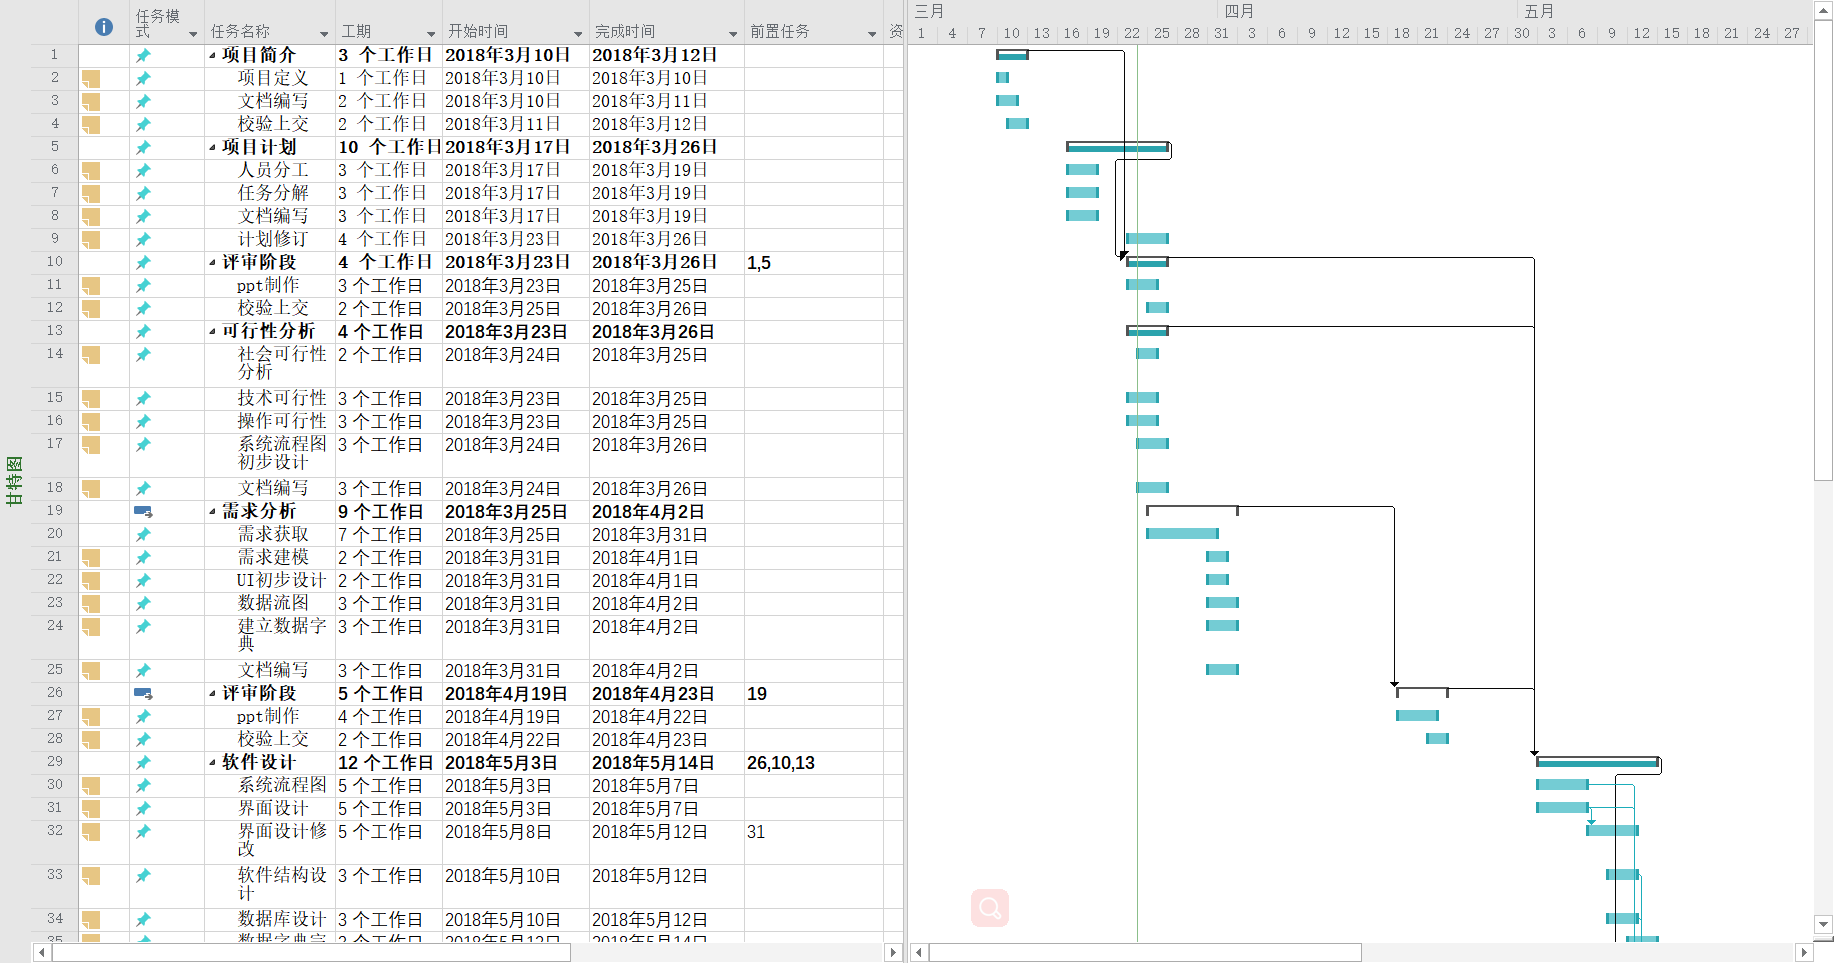 任务模式 任务名称 工期 开始时间 完成时间 前置任务 资
三月 四月 五月
1 4 7 10 13 16 19 22 25 28 31 3 6 9 12 15 18 21 24 27 30 3 6 9 12 15 18 21 24 27
甘特图
1 项目简介 3 个工作日 2018年3月10日 2018年3月12日
2 项目定义 1 个工作日 2018年3月10日 2018年3月10日
3 文档编写 2 个工作日 2018年3月10日 2018年3月11日
4 校验上交 2 个工作日 2018年3月11日 2018年3月12日
5 项目计划 10 个工作日 2018年3月17日 2018年3月26日
6 人员分工 3 个工作日 2018年3月17日 2018年3月19日
7 任务分解 3 个工作日 2018年3月17日 2018年3月19日
8 文档编写 3 个工作日 2018年3月17日 2018年3月19日
9 计划修订 4 个工作日 2018年3月23日 2018年3月26日
10 评审阶段 4 个工作日 2018年3月23日 2018年3月26日 1,5
11 ppt制作 3 个工作日 2018年3月23日 2018年3月25日
12 校验上交 2 个工作日 2018年3月25日 2018年3月26日
13 可行性分析 4 个工作日 2018年3月23日 2018年3月26日
14 社会可行性分析 2 个工作日 2018年3月24日 2018年3月25日
15 技术可行性 3 个工作日 2018年3月23日 2018年3月25日
16 操作可行性 3 个工作日 2018年3月23日 2018年3月25日
17 系统流程图初步设计 3 个工作日 2018年3月24日 2018年3月26日
18 文档编写 3 个工作日 2018年3月24日 2018年3月26日
19 需求分析 9 个工作日 2018年3月25日 2018年4月2日
20 需求获取 7 个工作日 2018年3月25日 2018年3月31日
21 需求建模 2 个工作日 2018年3月31日 2018年4月1日
22 UI初步设计 2 个工作日 2018年3月31日 2018年4月1日
23 数据流图 3 个工作日 2018年3月31日 2018年4月2日
24 建立数据字典 3 个工作日 2018年3月31日 2018年4月2日
25 文档编写 3 个工作日 2018年3月31日 2018年4月2日
26 评审阶段 5 个工作日 2018年4月19日 2018年4月23日 19
27 ppt制作 4 个工作日 2018年4月19日 2018年4月22日
28 校验上交 2 个工作日 2018年4月22日 2018年4月23日
29 软件设计 12 个工作日 2018年5月3日 2018年5月14日 26,10,13
30 系统流程图 5 个工作日 2018年5月3日 2018年5月7日
31 界面设计 5 个工作日 2018年5月3日 2018年5月7日
32 界面设计修改 5 个工作日 2018年5月8日 2018年5月12日 31
33 软件结构设计 3 个工作日 2018年5月10日 2018年5月12日
34 数据库设计 3 个工作日 2018年5月10日 2018年5月12日